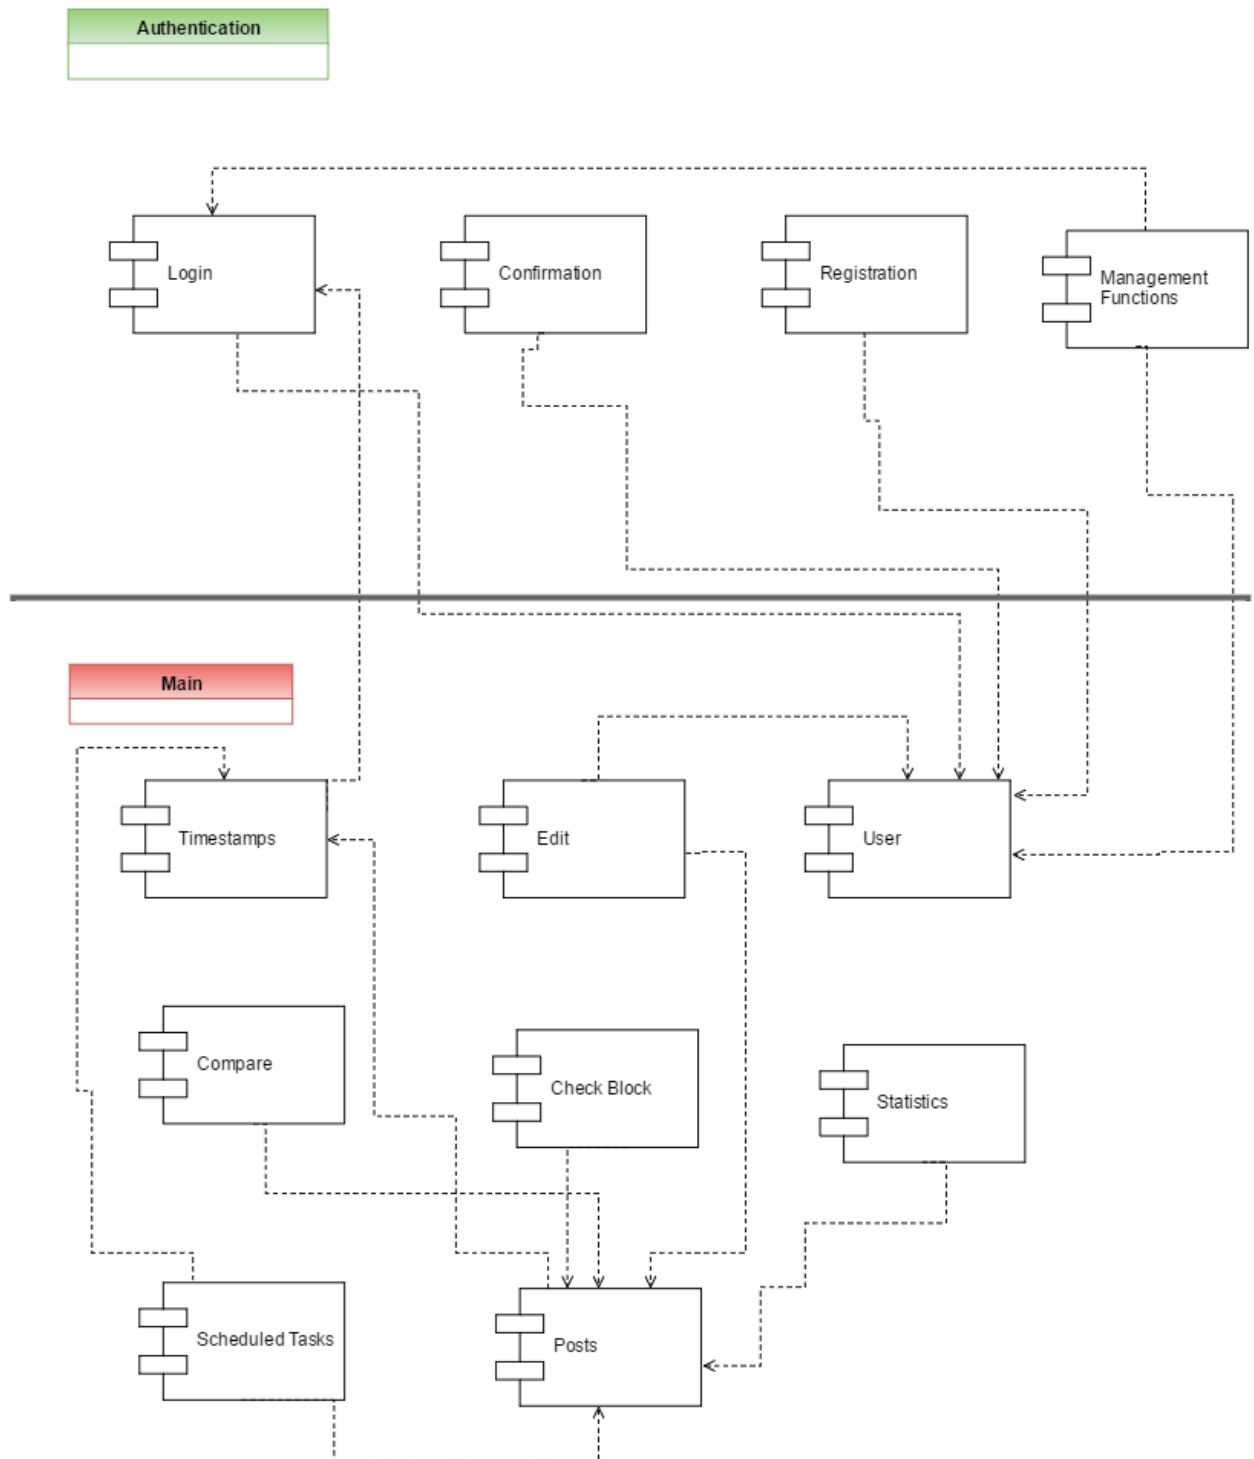 Authentication
Login
Confirmation
Registration
Management
Functions
Main
Timestamps
Edit
User
Compare
Check Block
Statistics
Scheduled Tasks
Posts